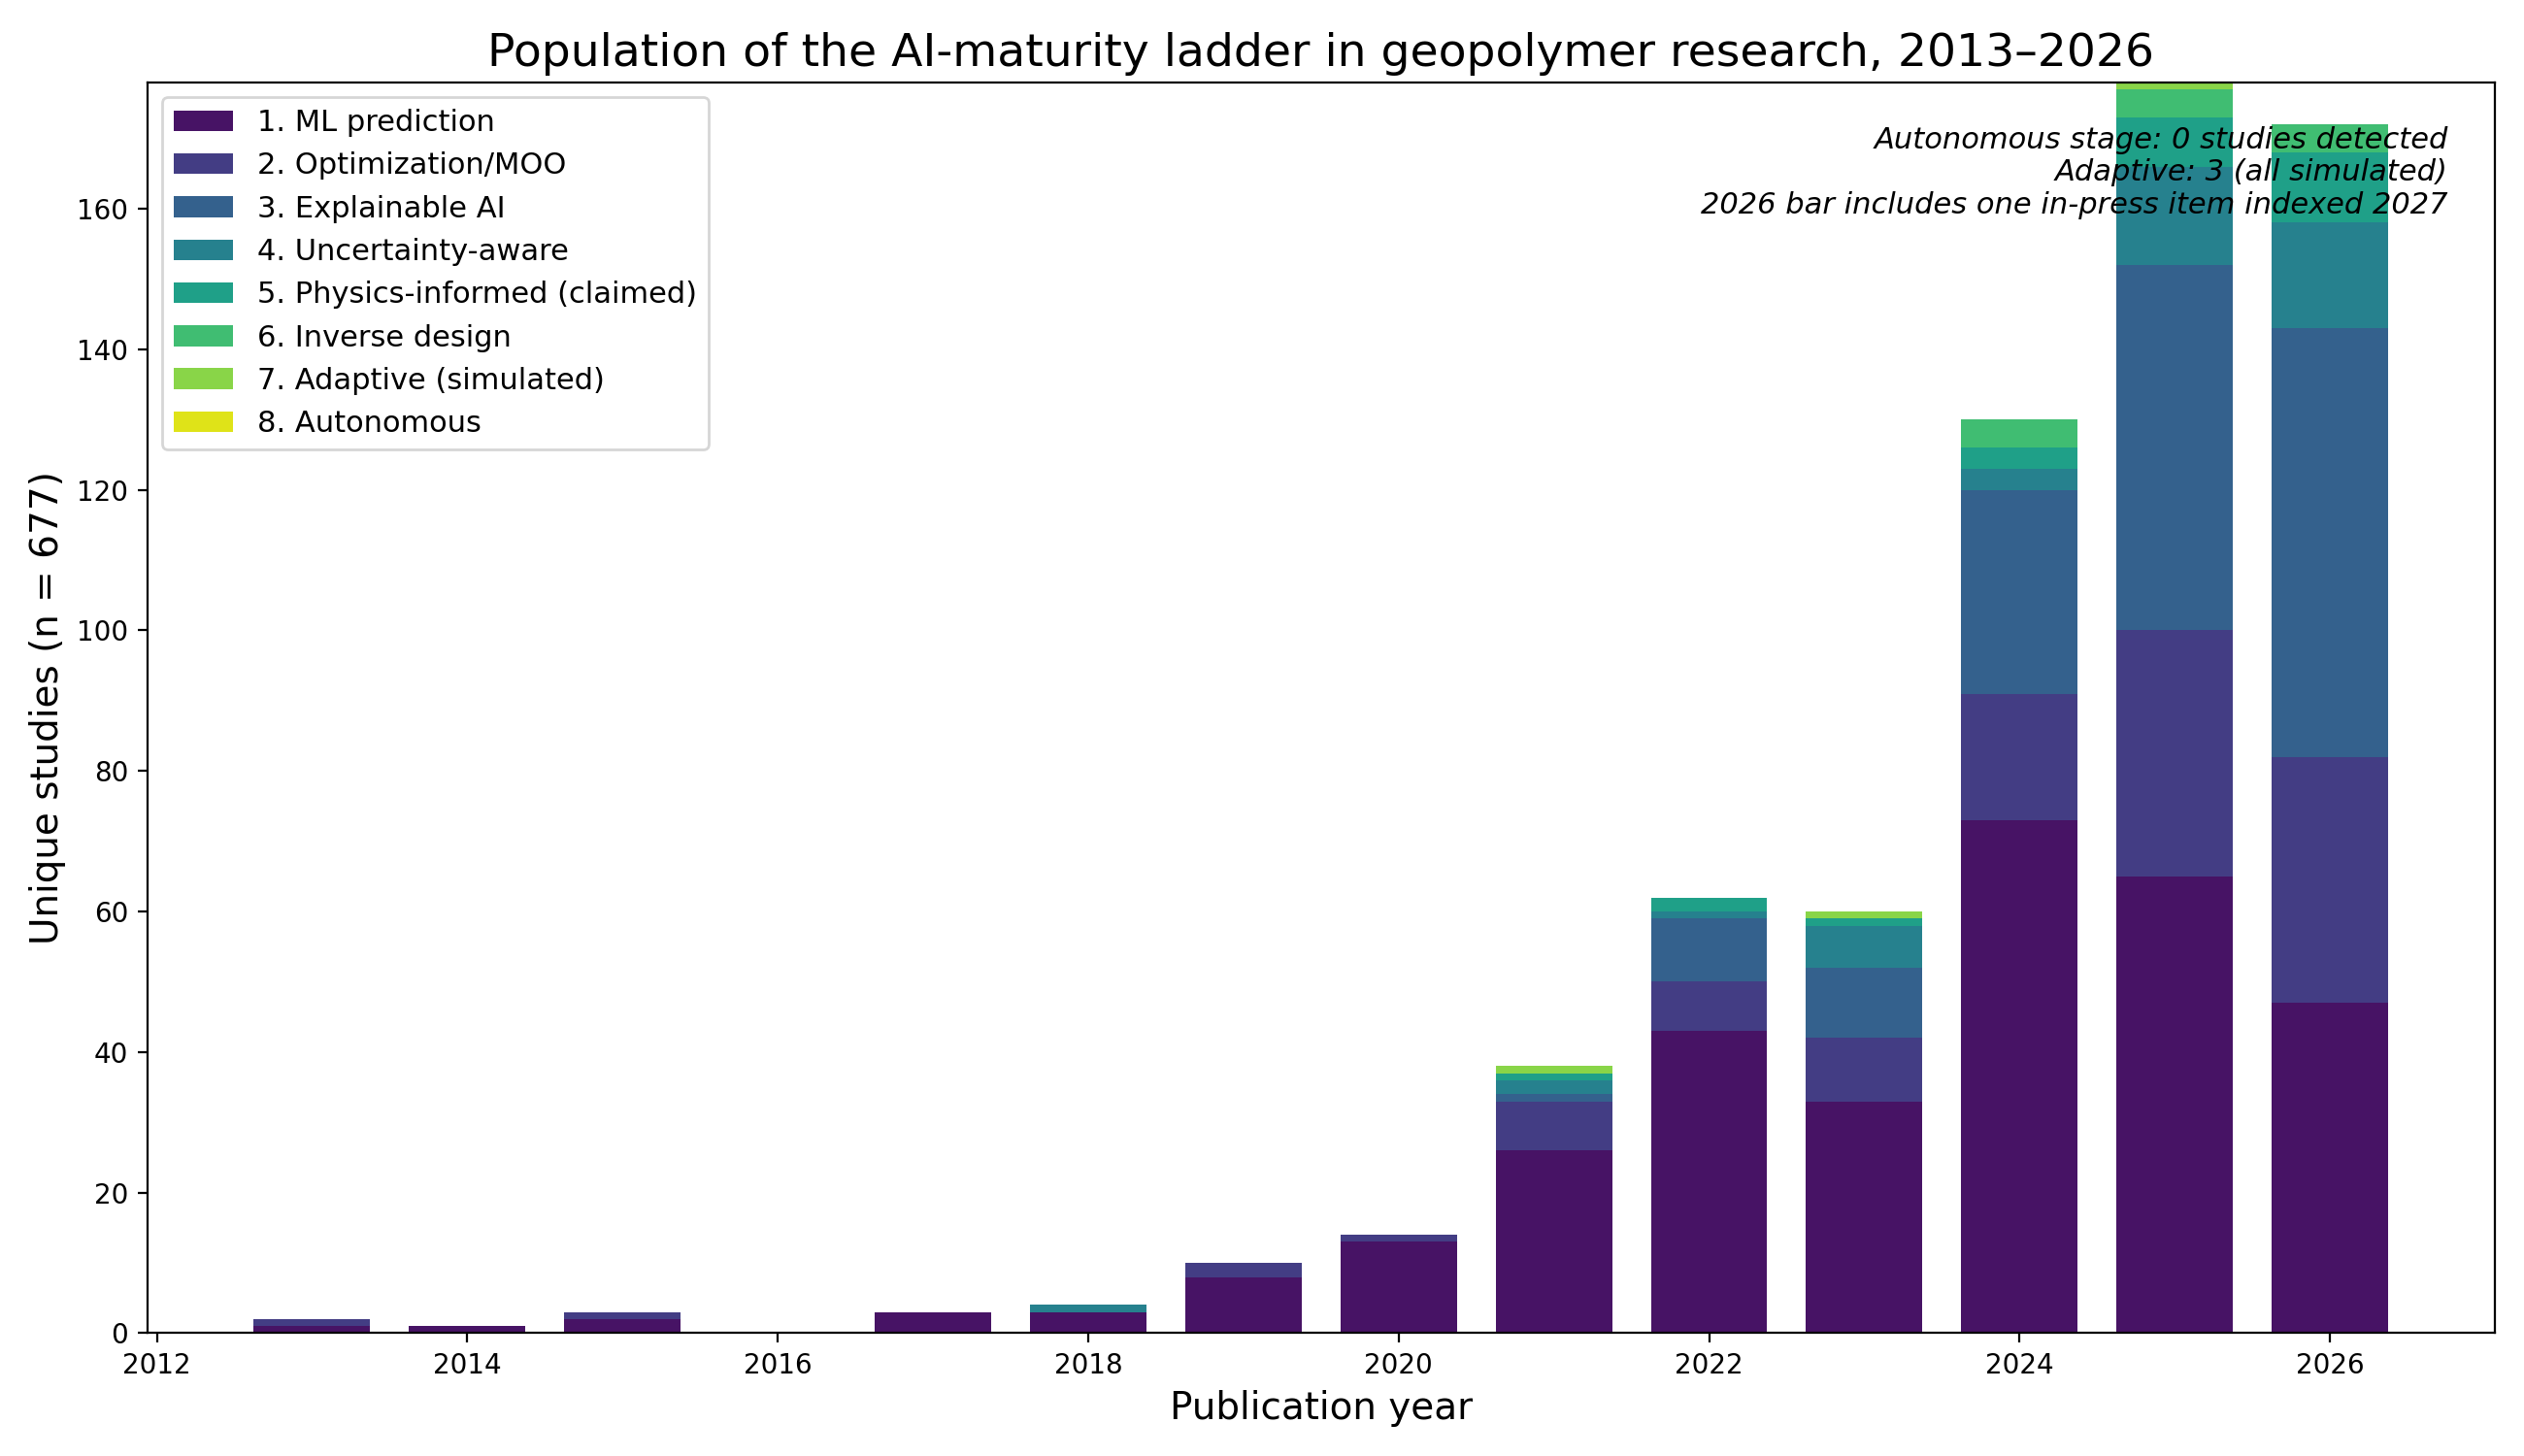 Population of the AI-maturity ladder in geopolymer research, 2013–2026
1. ML prediction
2. Optimization/MOO
3. Explainable AI
4. Uncertainty-aware
5. Physics-informed (claimed)
6. Inverse design
7. Adaptive (simulated)
8. Autonomous
Autonomous stage: 0 studies detected
Adaptive: 3 (all simulated)
2026 bar includes one in-press item indexed 2027
Unique studies (n = 677)
160
140
120
100
80
60
40
20
0
2012 2014 2016 2018 2020 2022 2024 2026
Publication year